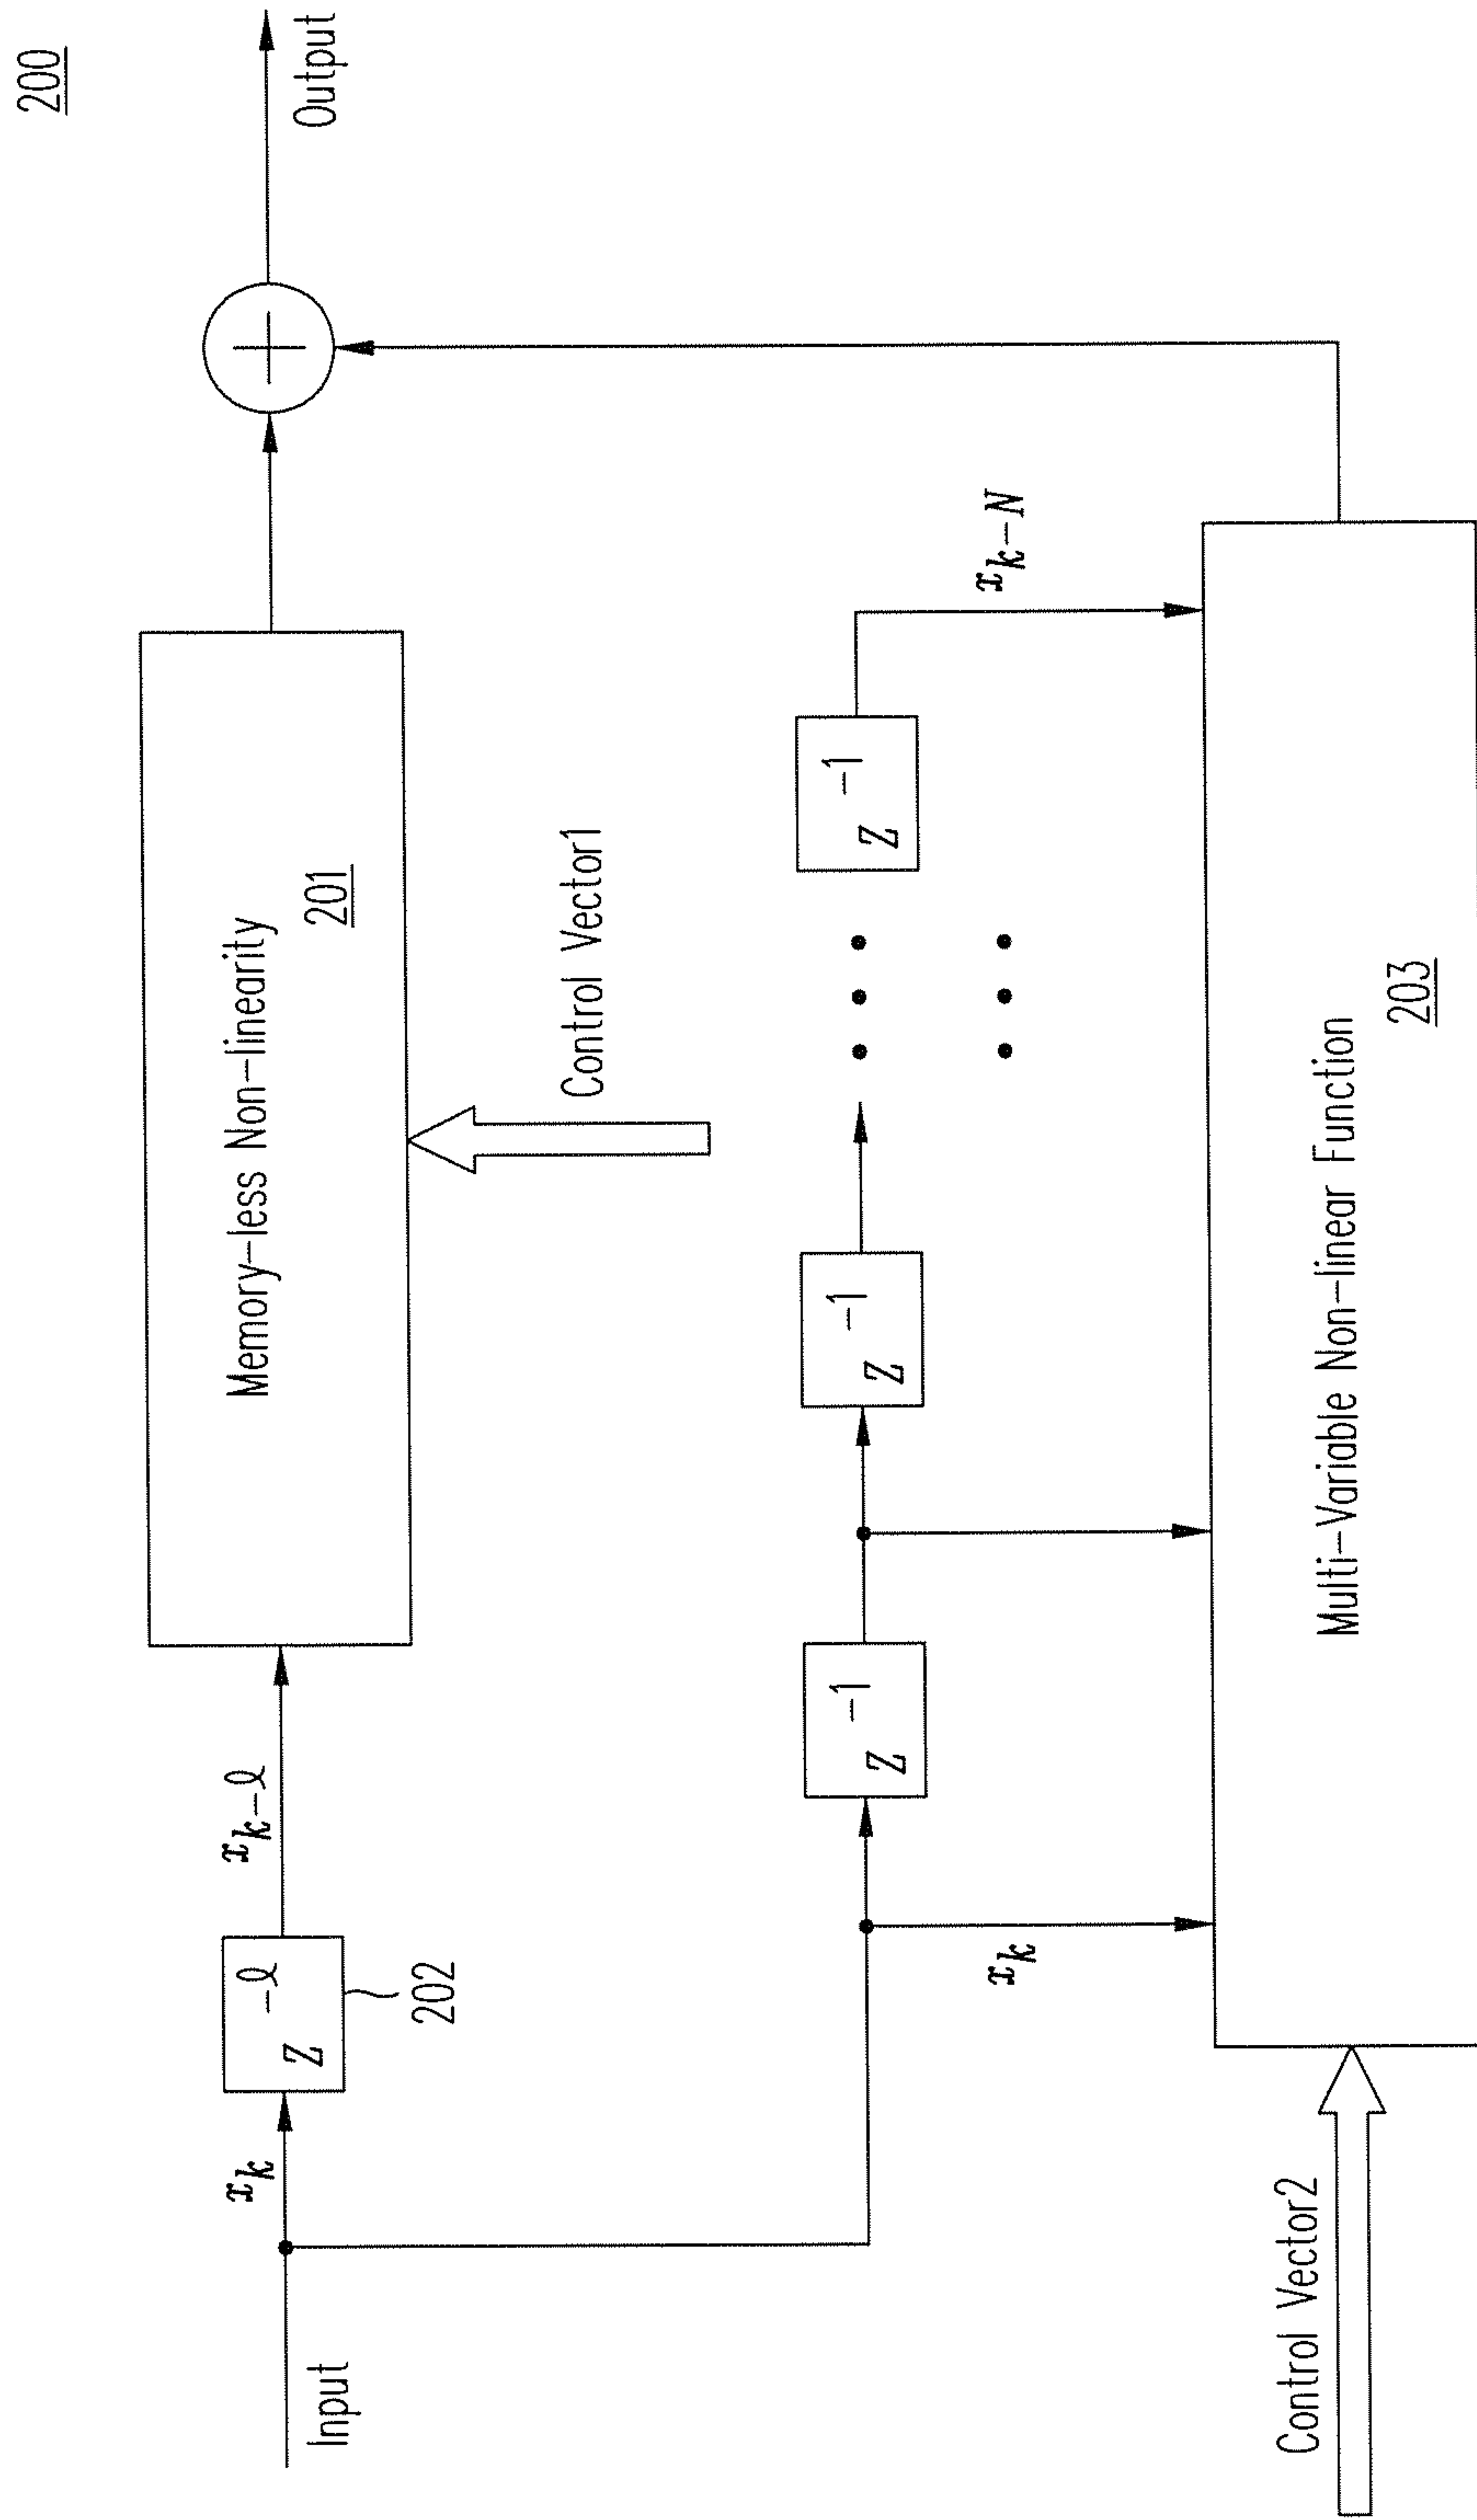 200
Input
x_k
z^{-ℓ}
202
x_{k-ℓ}
Memory-less Non-linearity
201
Control Vector1
Output
x_k
z^{-1}
z^{-1}
z^{-1}
x_{k-N}
Control Vector2
Multi-Variable Non-linear Function
203